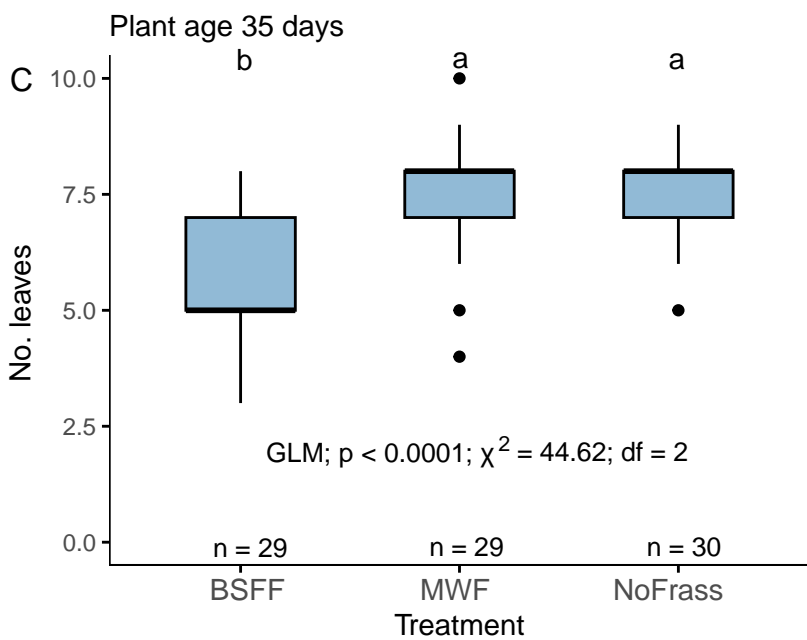 Plant age 35 days
b a a
C
10.0
7.5
5.0
2.5
0.0
No. leaves
GLM; p < 0.0001; χ² = 44.62; df = 2
n = 29 n = 29 n = 30
BSFF MWF NoFrass
Treatment